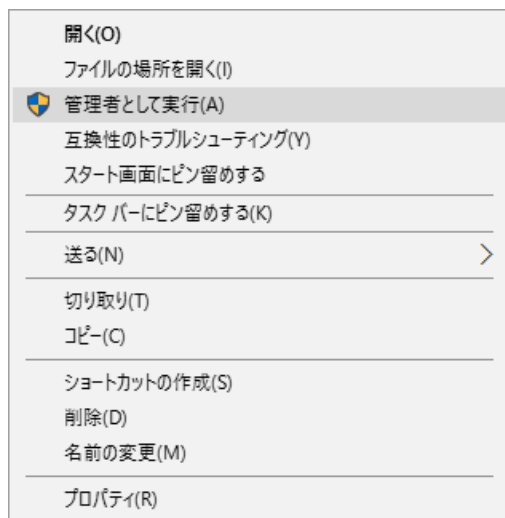 開く(O)
ファイルの場所を開く(I)
管理者として実行(A)
互換性のトラブルシューティング(Y)
スタート画面にピン留めする
タスク バーにピン留めする(K)
送る(N)
切り取り(T)
コピー(C)
ショートカットの作成(S)
削除(D)
名前の変更(M)
プロパティ(R)